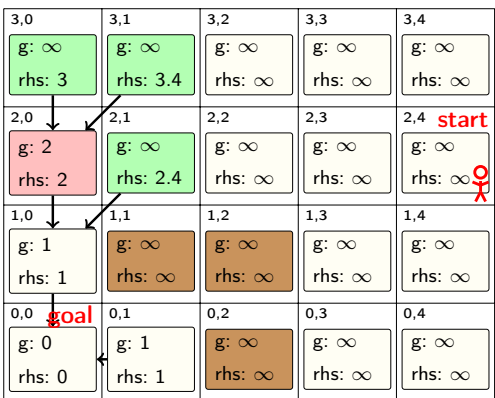 3,0 3,1 3,2 3,3 3,4
g: ∞ g: ∞ g: ∞ g: ∞ g: ∞
rhs: 3 rhs: 3.4 rhs: ∞ rhs: ∞ rhs: ∞
2,0 2,1 2,2 2,3 2,4 start
g: 2 g: ∞ g: ∞ g: ∞ g: ∞
rhs: 2 rhs: 2.4 rhs: ∞ rhs: ∞ rhs: ∞
1,0 1,1 1,2 1,3 1,4
g: 1 g: ∞ g: ∞ g: ∞ g: ∞
rhs: 1 rhs: ∞ rhs: ∞ rhs: ∞ rhs: ∞
0,0 goal 0,1 0,2 0,3 0,4
g: 0 g: 1 g: ∞ g: ∞ g: ∞
rhs: 0 rhs: 1 rhs: ∞ rhs: ∞ rhs: ∞